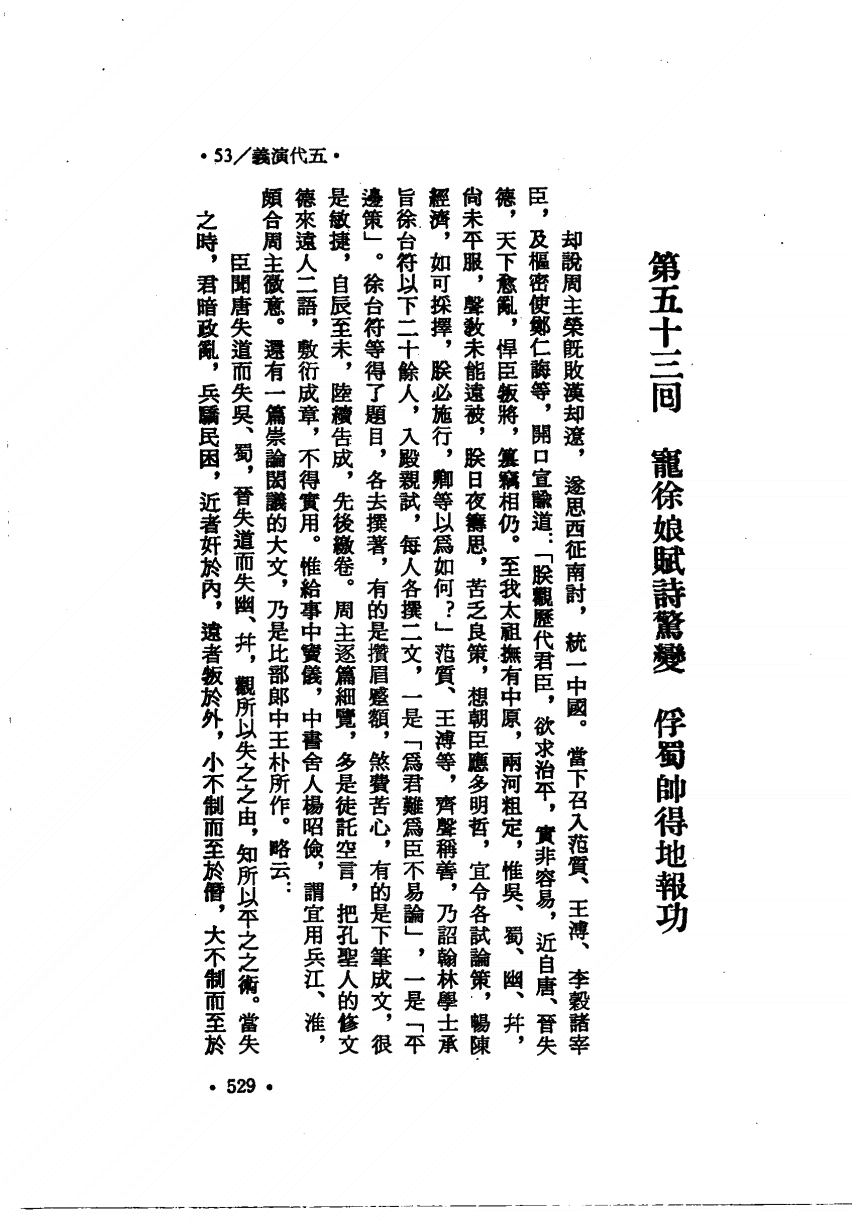 ·53/義演代五·
第五十三回　寵徐娘賦詩驚變　俘蜀帥得地報功
却說周主榮旣敗漢却遼，遂思西征南討，統一中國。當下召入范質、王溥、李穀諸宰
臣，及樞密使鄭仁誨等，開口宣諭道：「朕觀歷代君臣，欲求治平，實非容易，近自唐、晉失
德，天下愈亂，悍臣叛將，篡竊相仍。至我太祖撫有中原，兩河粗定，惟吳、蜀、幽、幷，
尙未平服，聲敎未能遠被，朕日夜籌思，苦乏良策，想朝臣應多明哲，宜令各試論策，暢陳
經濟，如可採擇，朕必施行，卿等以爲如何？」范質、王溥等，齊聲稱善，乃詔翰林學士承
旨徐台符以下二十餘人，入殿親試，每人各撰二文，一是「爲君難爲臣不易論」，一是「平
邊策」。徐台符等得了題目，各去撰著，有的是攢眉蹙額，煞費苦心，有的是下筆成文，很
是敏捷，自辰至未，陸續告成，先後繳卷。周主逐篇細覽，多是徒託空言，把孔聖人的修文
德來遠人二語，敷衍成章，不得實用。惟給事中竇儀，中書舍人楊昭儉，謂宜用兵江、淮，
頗合周主微意。還有一篇崇論閎議的大文，乃是比部郎中王朴所作。略云：
臣聞唐失道而失吳、蜀，晉失道而失幽、幷，觀所以失之之由，知所以平之之術。當失
之時，君暗政亂，兵驕民困，近者奸於內，遠者叛於外，小不制而至於僭，大不制而至於
·529·